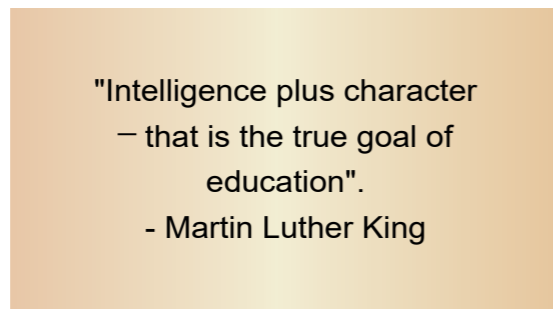 "Intelligence plus character
– that is the true goal of
education".
- Martin Luther King